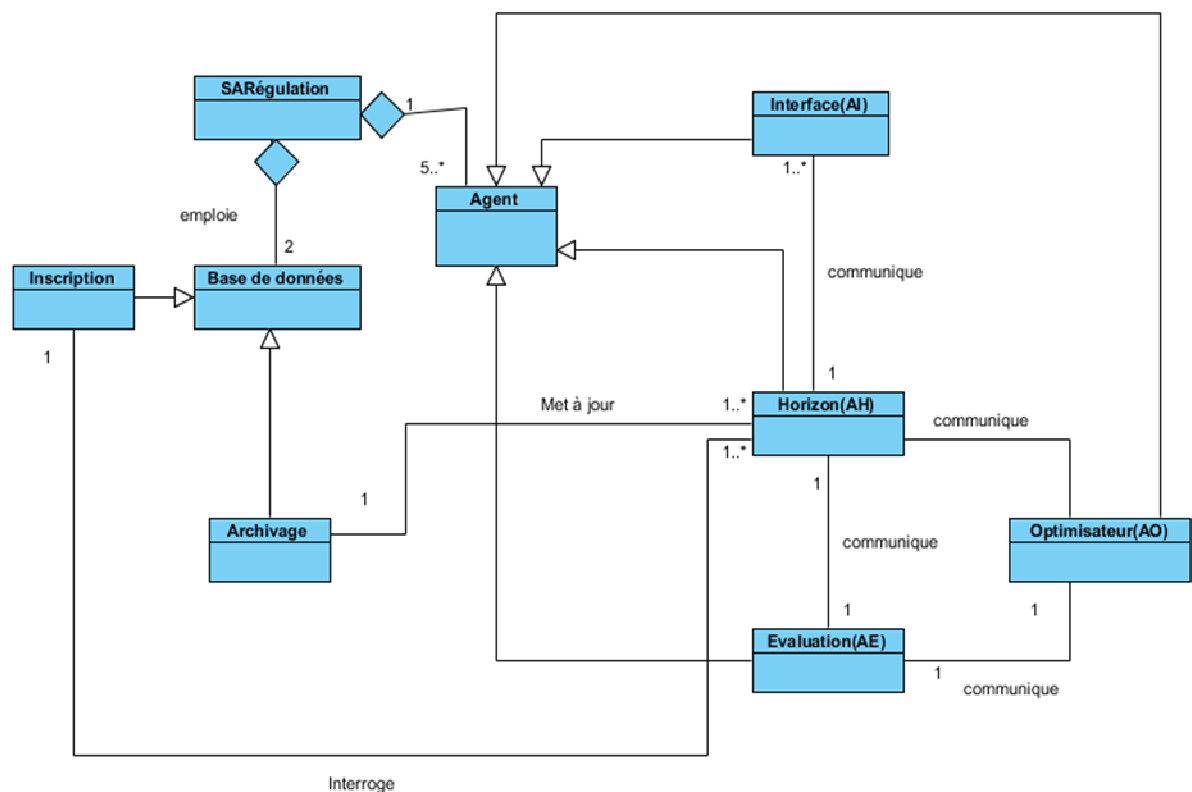 SARégulation
1
Interface(AI)
5..*
1..*
Agent
emploie
2
Inscription
Base de données
communique
1
1
Met à jour
1..*
Horizon(AH)
communique
1..*
1
1
communique
Archivage
Optimisateur(AO)
1
1
Evaluation(AE)
1
communique
Interroge